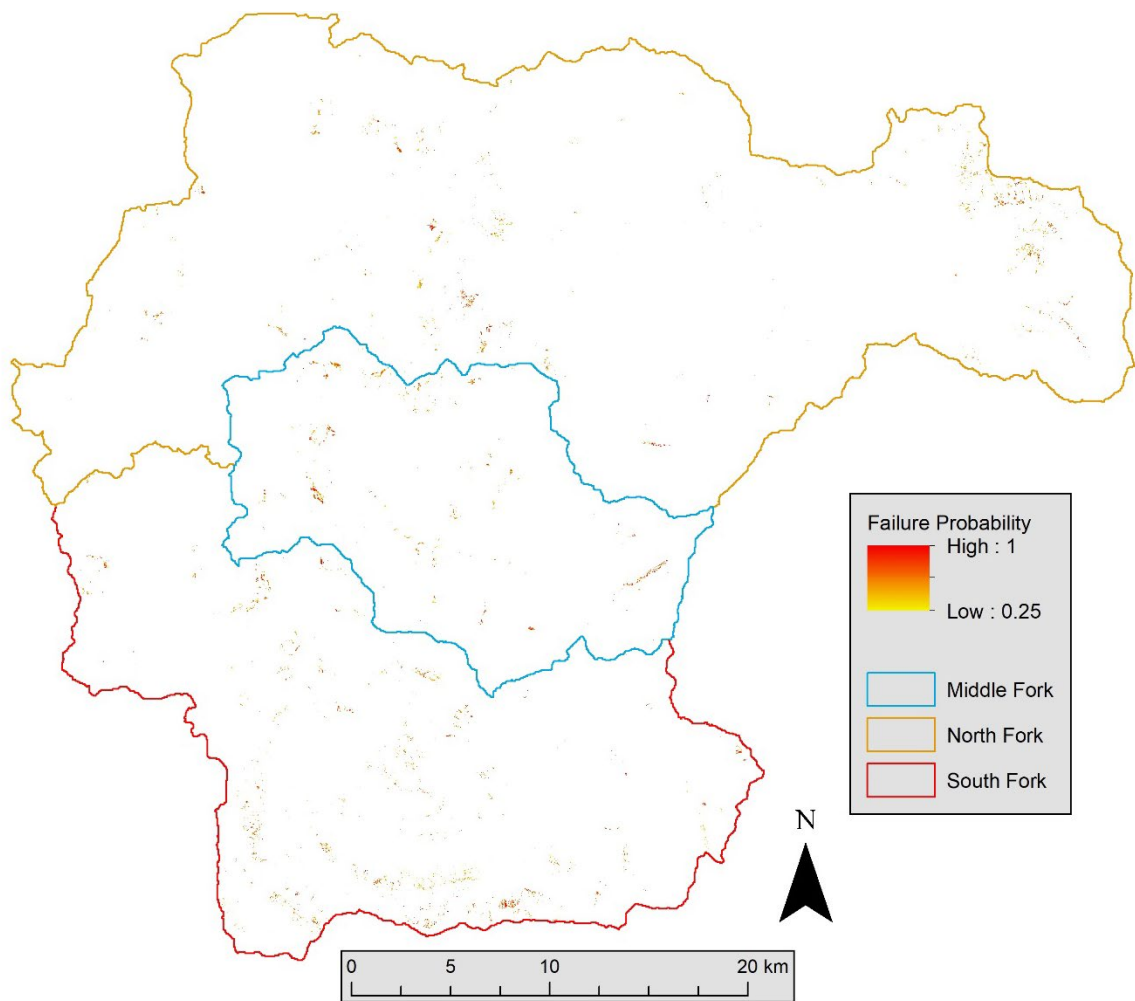 Failure Probability
High : 1
Low : 0.25
Middle Fork
North Fork
South Fork
N
0 5 10 20 km